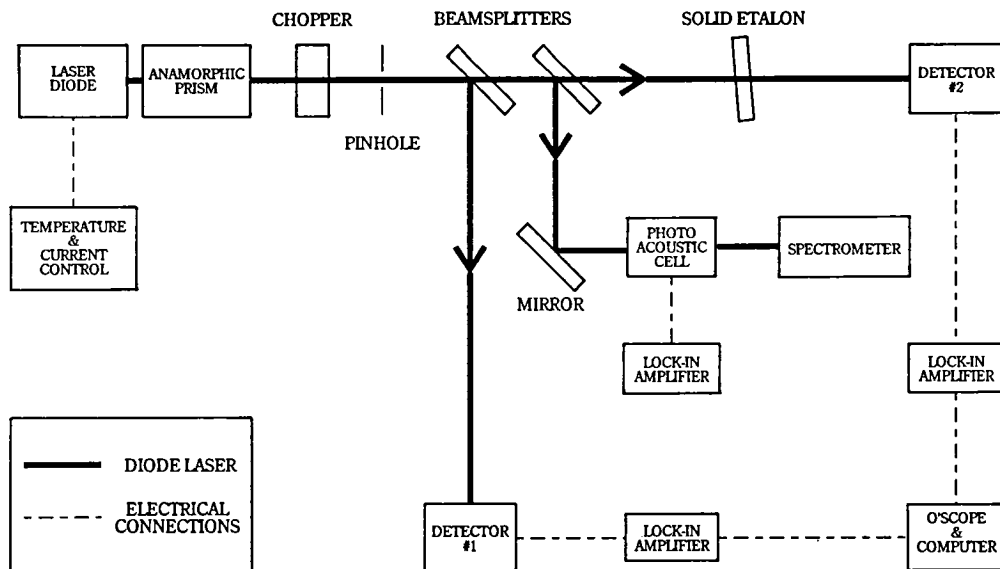 CHOPPER
BEAMSPLITTERS
SOLID ETALON
LASER
DIODE
ANAMORPHIC
PRISM
DETECTOR
#2
PINHOLE
TEMPERATURE
&
CURRENT
CONTROL
PHOTO
ACOUSTIC
CELL
SPECTROMETER
MIRROR
LOCK-IN
AMPLIFIER
LOCK-IN
AMPLIFIER
DIODE LASER
ELECTRICAL
CONNECTIONS
DETECTOR
#1
LOCK-IN
AMPLIFIER
O'SCOPE
&
COMPUTER